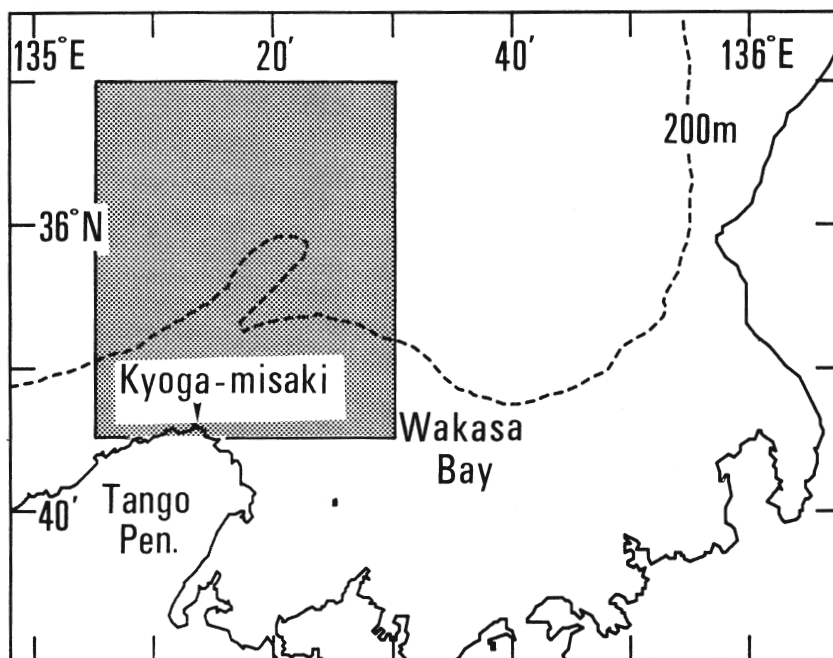 135°E 20′ 40′ 136°E
200m
36°N
Kyoga-misaki
Wakasa
Bay
40′
Tango
Pen.